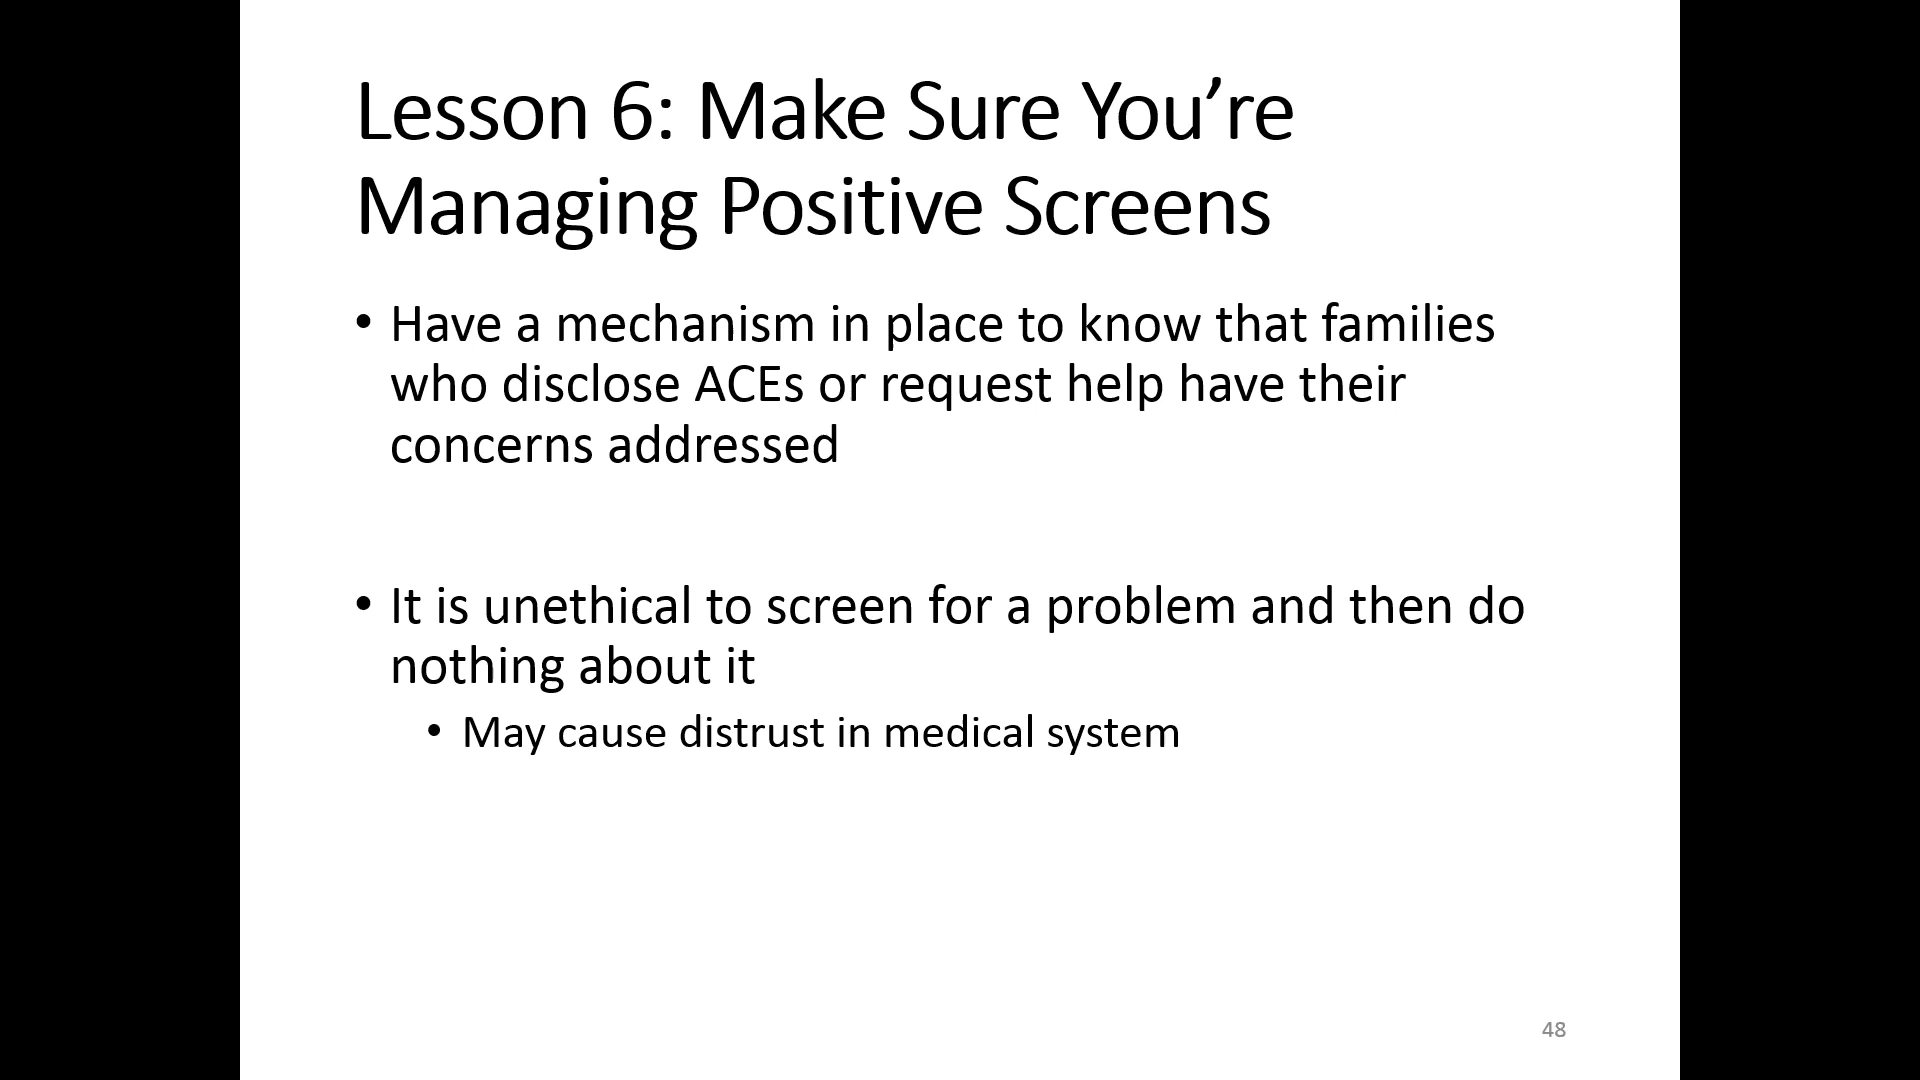 Lesson 6: Make Sure You’re
Managing Positive Screens
• Have a mechanism in place to know that families
who disclose ACEs or request help have their
concerns addressed
• It is unethical to screen for a problem and then do
nothing about it
• May cause distrust in medical system
48